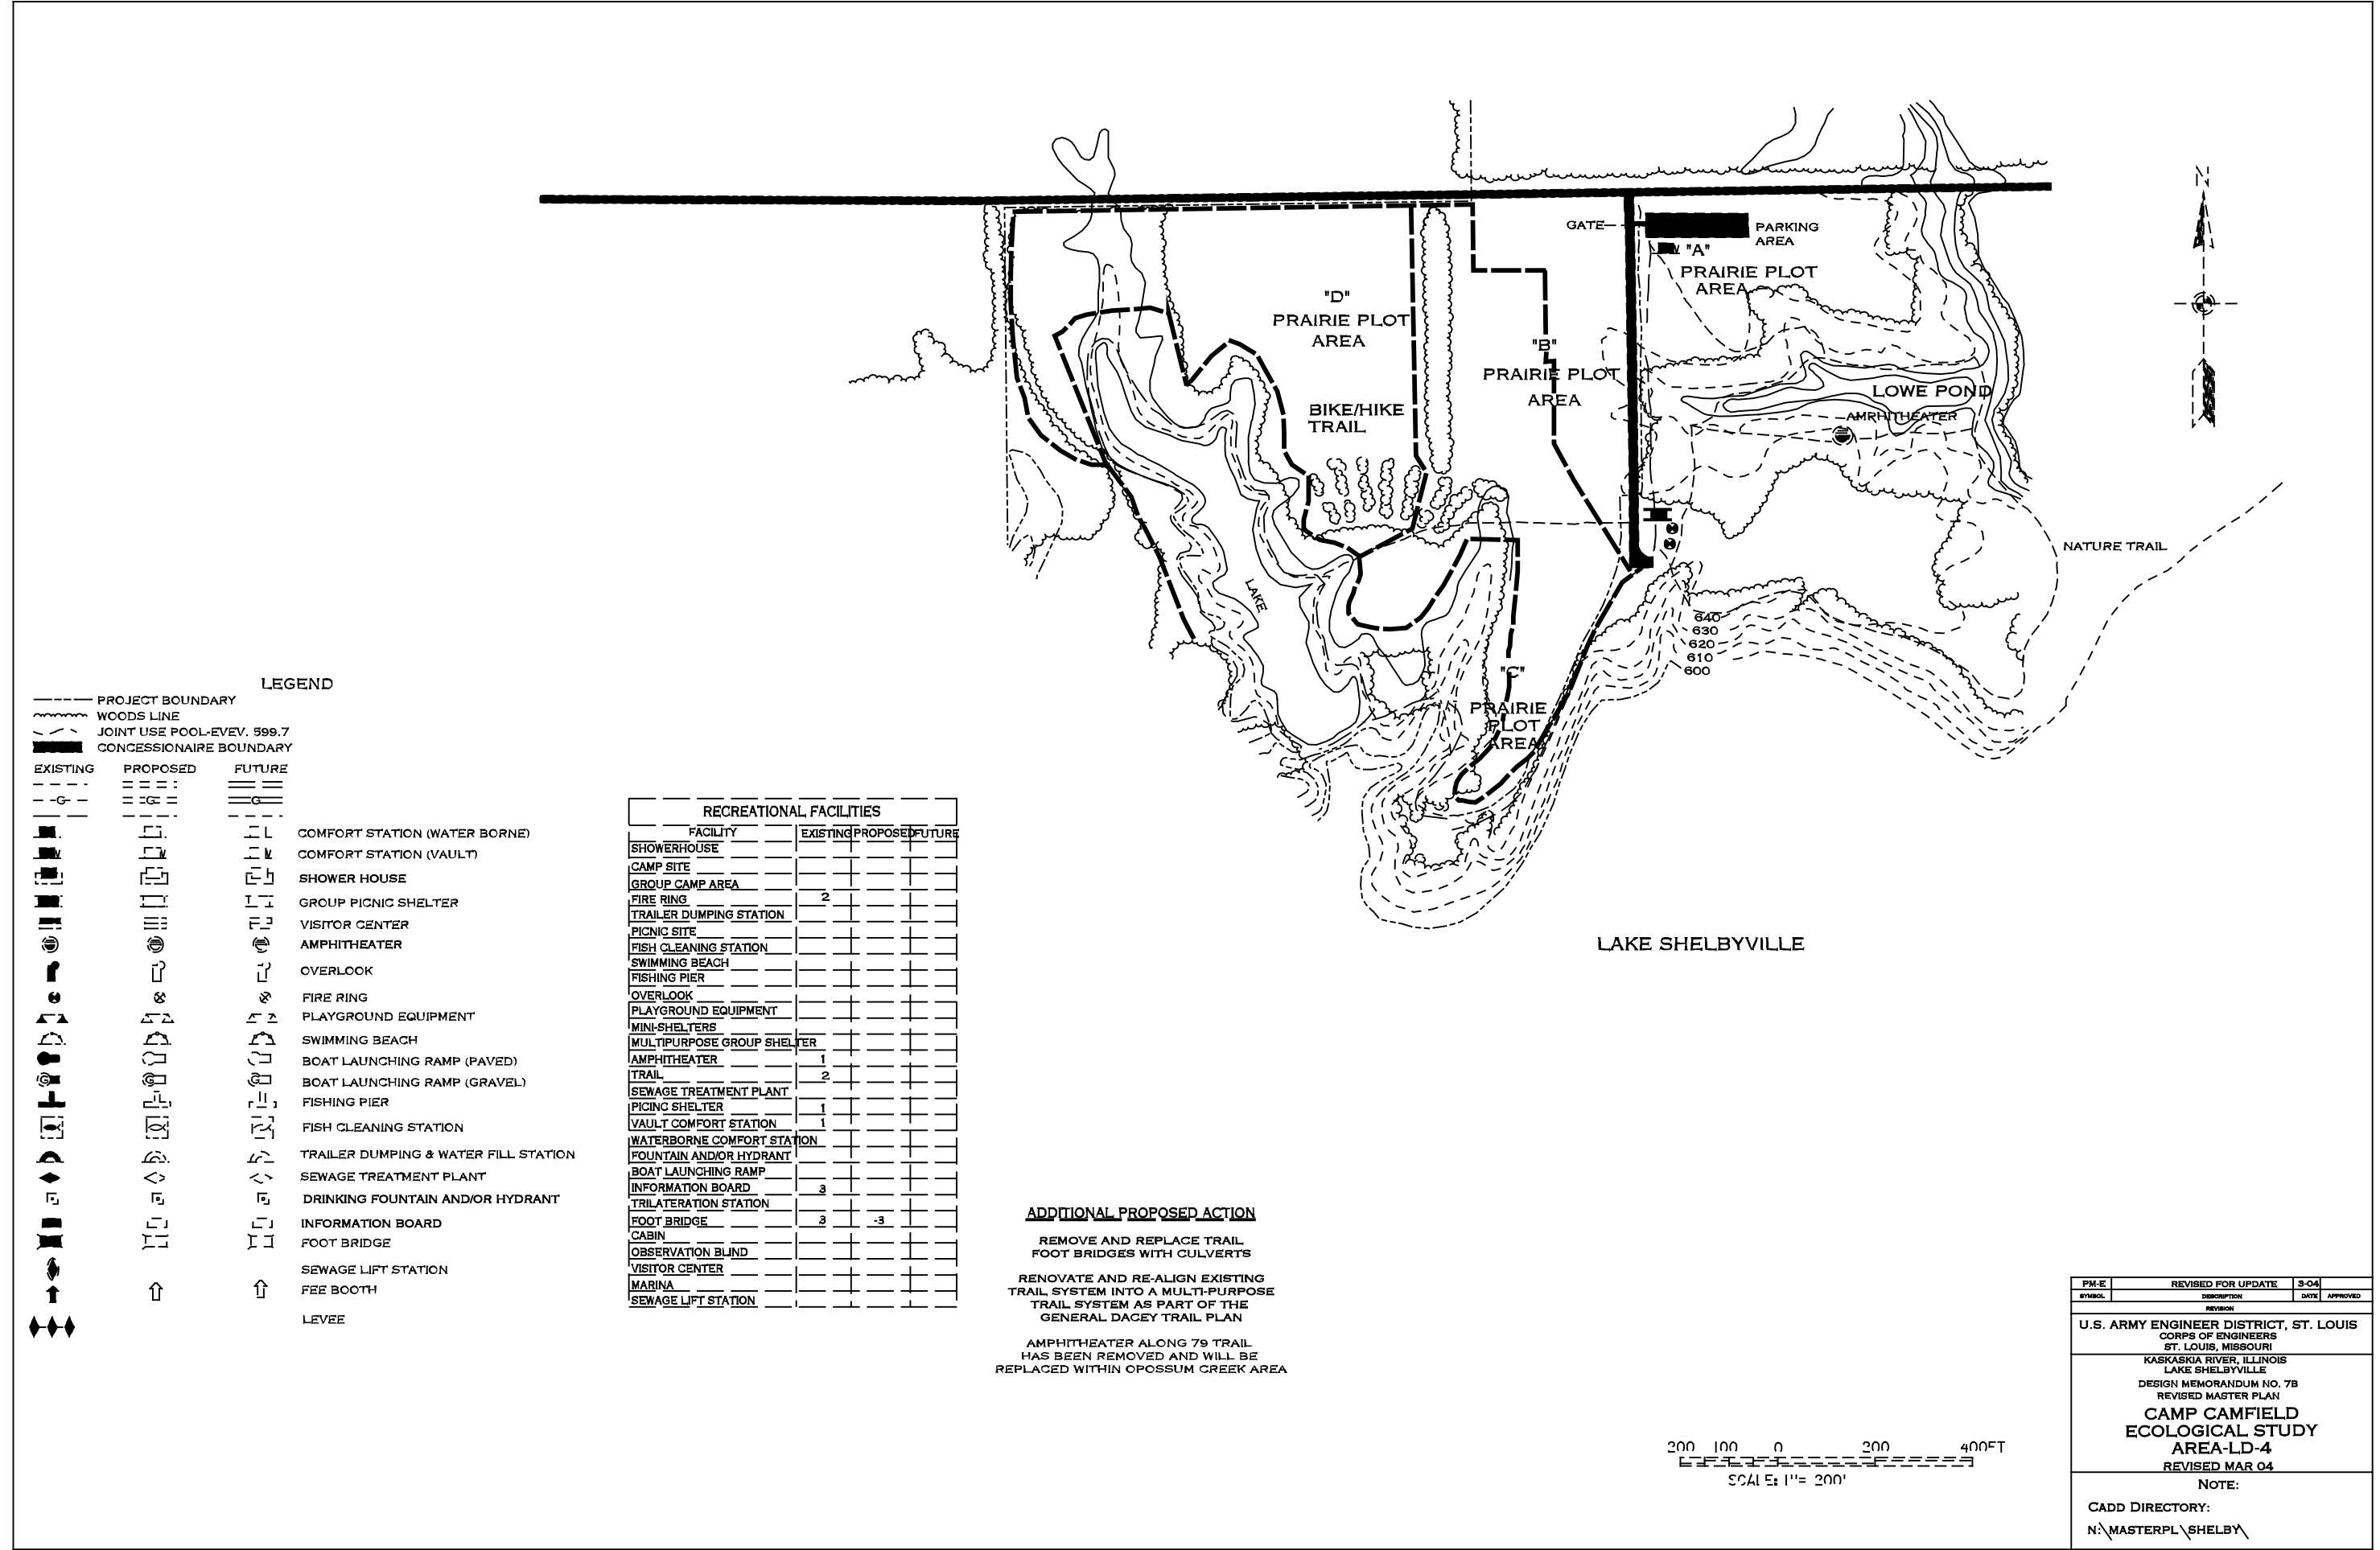 GATE
PARKING
AREA
"A"
PRAIRIE PLOT
AREA
"D"
PRAIRIE PLOT
AREA
"B"
PRAIRIE PLOT
AREA
BIKE/HIKE
TRAIL
LOWE POND
AMPHITHEATER
NATURE TRAIL
LAKE
640
630
620
610
600
"C"
PRAIRIE
PLOT
AREA
LAKE SHELBYVILLE
N
LEGEND
PROJECT BOUNDARY
WOODS LINE
JOINT USE POOL-EVEV. 599.7
CONCESSIONAIRE BOUNDARY
EXISTING PROPOSED FUTURE
G G G
COMFORT STATION (WATER BORNE)
COMFORT STATION (VAULT)
SHOWER HOUSE
GROUP PICNIC SHELTER
VISITOR CENTER
AMPHITHEATER
OVERLOOK
FIRE RING
PLAYGROUND EQUIPMENT
SWIMMING BEACH
BOAT LAUNCHING RAMP (PAVED)
BOAT LAUNCHING RAMP (GRAVEL)
FISHING PIER
FISH CLEANING STATION
TRAILER DUMPING & WATER FILL STATION
SEWAGE TREATMENT PLANT
DRINKING FOUNTAIN AND/OR HYDRANT
INFORMATION BOARD
FOOT BRIDGE
SEWAGE LIFT STATION
FEE BOOTH
LEVEE
RECREATIONAL FACILITIES
FACILITY EXISTING PROPOSED FUTURE
SHOWERHOUSE
CAMP SITE
GROUP CAMP AREA
FIRE RING 2
TRAILER DUMPING STATION
PICNIC SITE
FISH CLEANING STATION
SWIMMING BEACH
FISHING PIER
OVERLOOK
PLAYGROUND EQUIPMENT
MINI-SHELTERS
MULTIPURPOSE GROUP SHELTER
AMPHITHEATER 1
TRAIL 2
SEWAGE TREATMENT PLANT
PICINC SHELTER 1
VAULT COMFORT STATION 1
WATERBORNE COMFORT STATION
FOUNTAIN AND/OR HYDRANT
BOAT LAUNCHING RAMP
INFORMATION BOARD 3
TRILATERATION STATION
FOOT BRIDGE 3 -3
CABIN
OBSERVATION BLIND
VISITOR CENTER
MARINA
SEWAGE LIFT STATION
ADDITIONAL PROPOSED ACTION
REMOVE AND REPLACE TRAIL
FOOT BRIDGES WITH CULVERTS
RENOVATE AND RE-ALIGN EXISTING
TRAIL SYSTEM INTO A MULTI-PURPOSE
TRAIL SYSTEM AS PART OF THE
GENERAL DACEY TRAIL PLAN
AMPHITHEATER ALONG 79 TRAIL
HAS BEEN REMOVED AND WILL BE
REPLACED WITHIN OPOSSUM CREEK AREA
200 100 0 200 400FT
SCALE: 1"= 200'
PM-E REVISED FOR UPDATE 3-04
SYMBOL DESCRIPTION DATE APPROVED
REVISION
U.S. ARMY ENGINEER DISTRICT, ST. LOUIS
CORPS OF ENGINEERS
ST. LOUIS, MISSOURI
KASKASKIA RIVER, ILLINOIS
LAKE SHELBYVILLE
DESIGN MEMORANDUM NO. 7B
REVISED MASTER PLAN
CAMP CAMFIELD
ECOLOGICAL STUDY
AREA-LD-4
REVISED MAR 04
NOTE:
CADD DIRECTORY:
N:\MASTERPL\SHELBY\